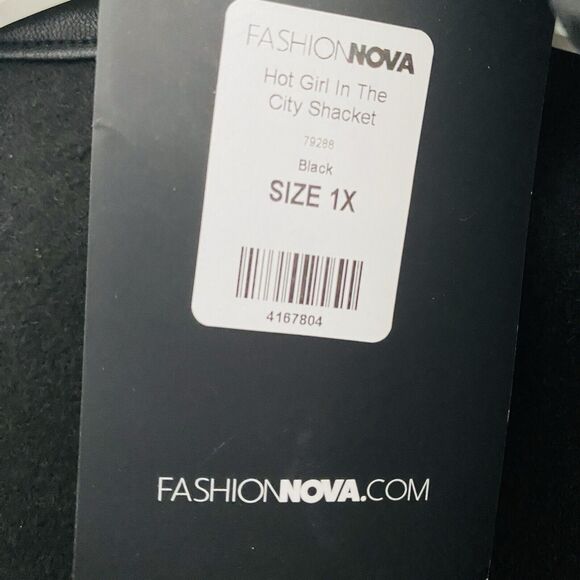 FASHIONNOVA
Hot Girl In The
City Shacket
79288
Black
SIZE 1X
4167804
FASHIONNOVA.COM